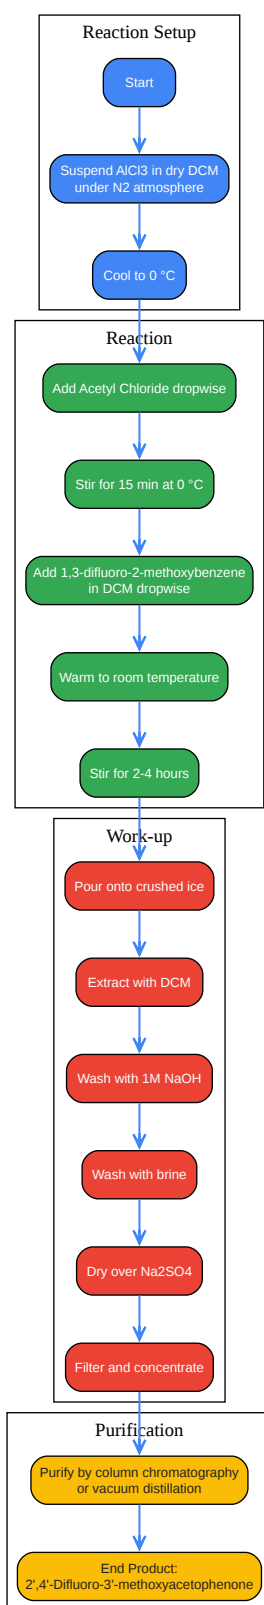 Reaction Setup
Start
Suspend AlCl3 in dry DCM
under N2 atmosphere
Cool to 0 °C
Reaction
Add Acetyl Chloride dropwise
Stir for 15 min at 0 °C
Add 1,3-difluoro-2-methoxybenzene
in DCM dropwise
Warm to room temperature
Stir for 2-4 hours
Work-up
Pour onto crushed ice
Extract with DCM
Wash with 1M NaOH
Wash with brine
Dry over Na2SO4
Filter and concentrate
Purification
Purify by column chromatography
or vacuum distillation
End Product:
2',4'-Difluoro-3'-methoxyacetophenone